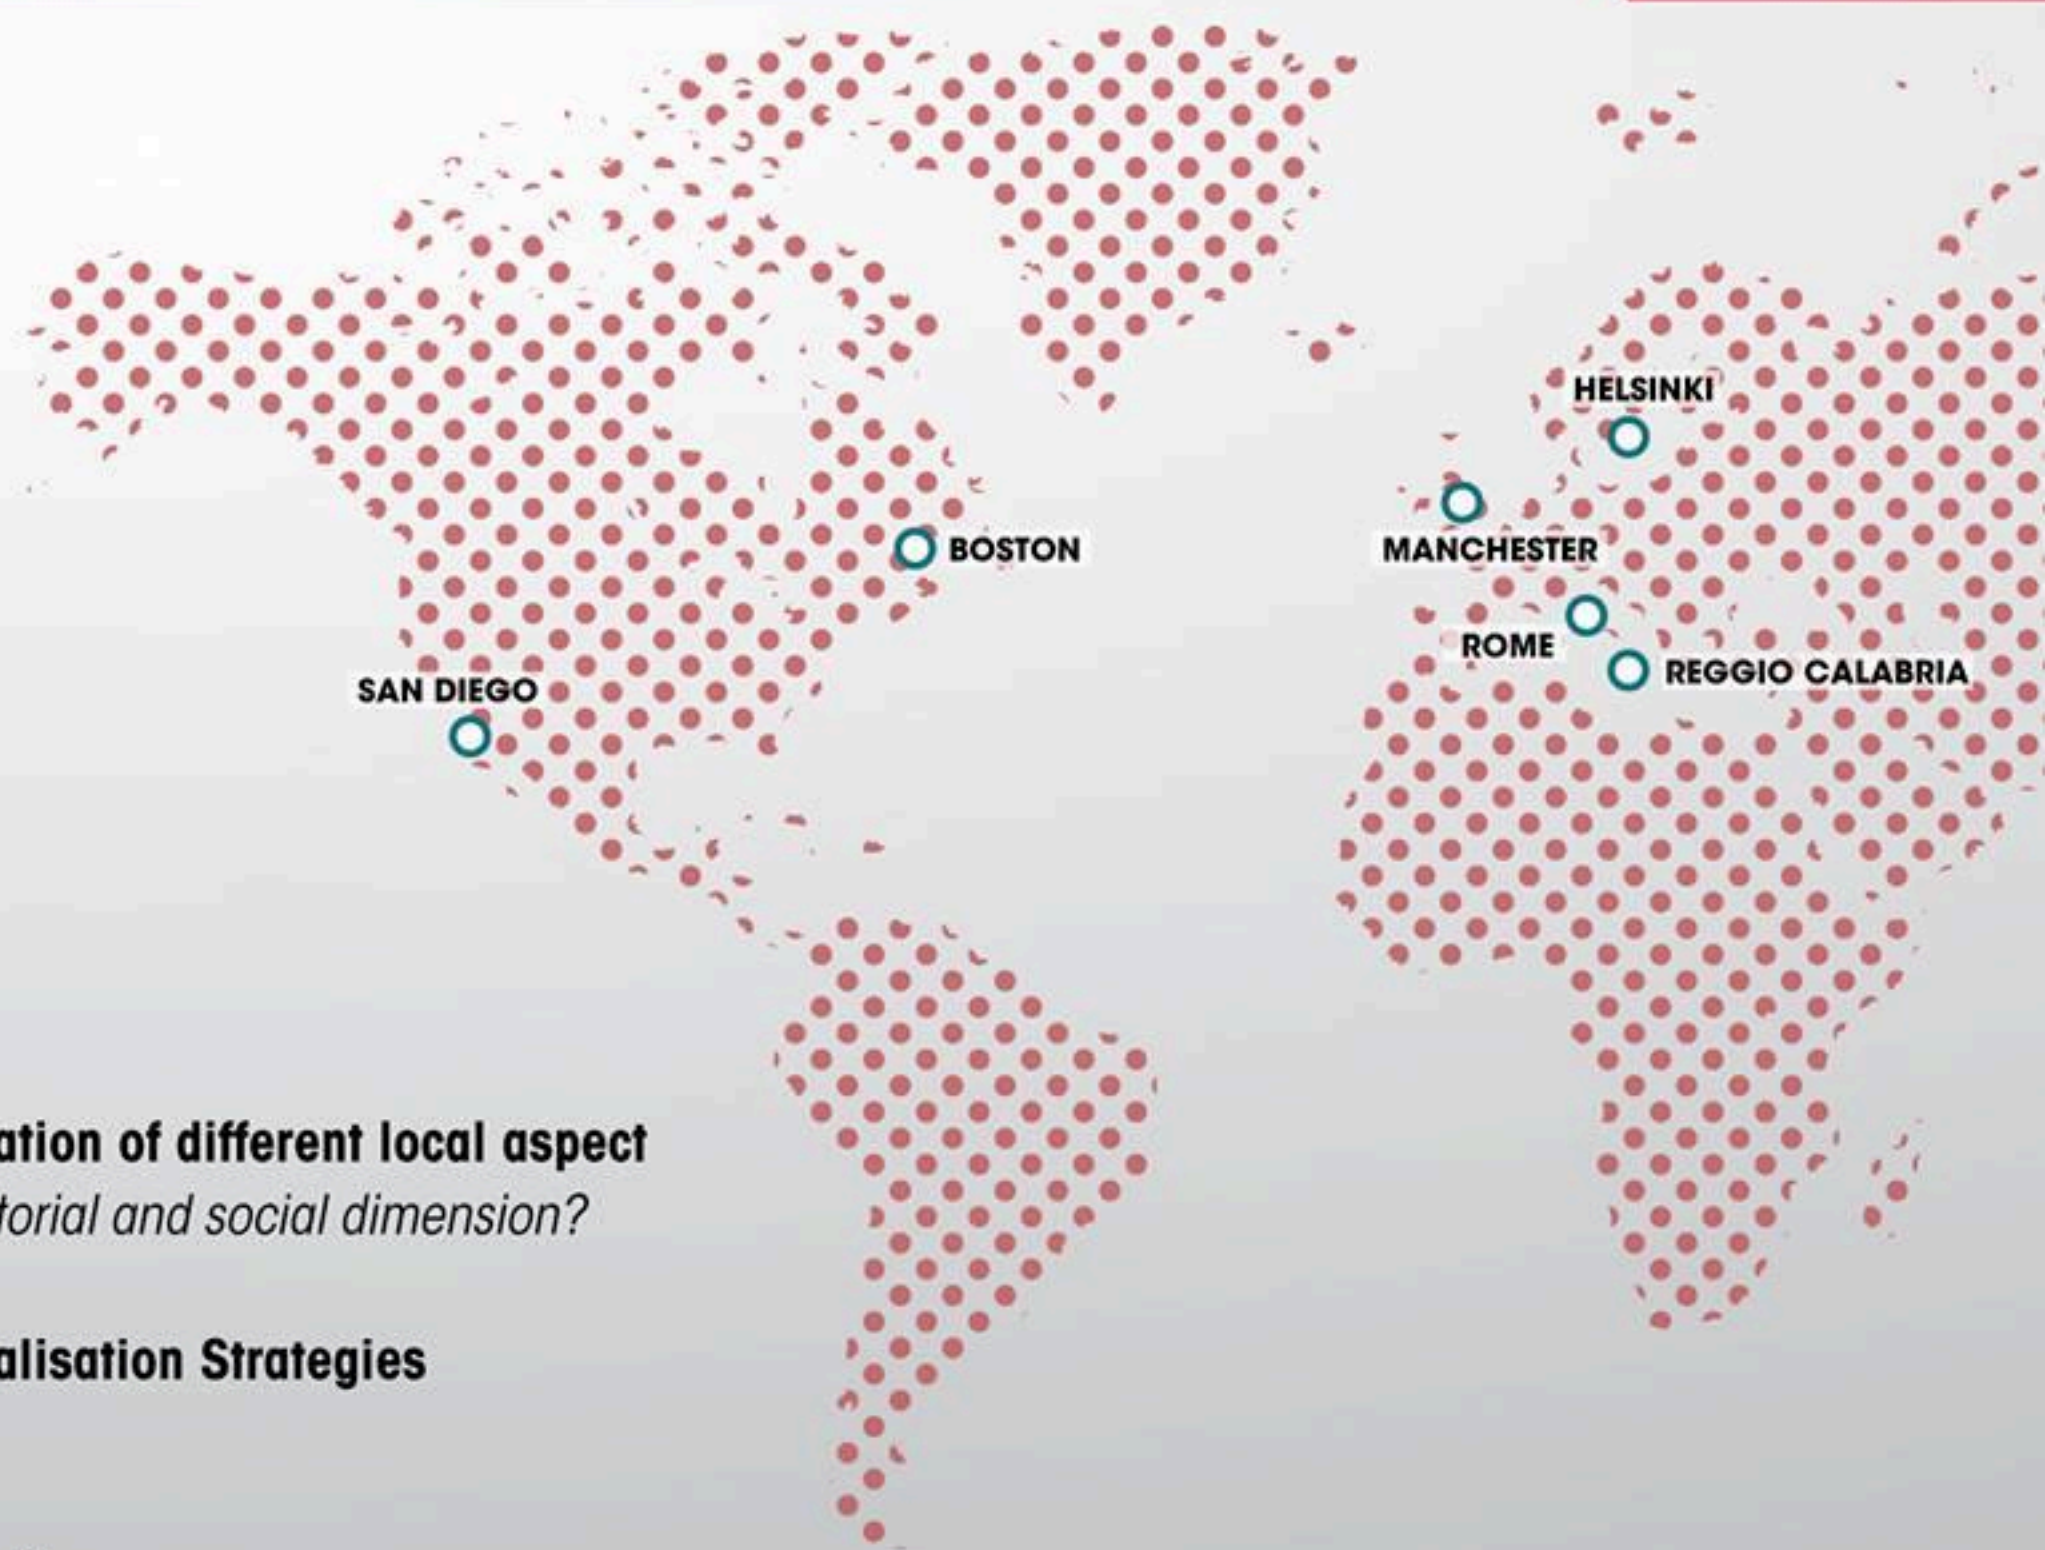 HELSINKI
BOSTON
MANCHESTER
ROME
REGGIO CALABRIA
SAN DIEGO
ation of different local aspect
torial and social dimension?
alisation Strategies